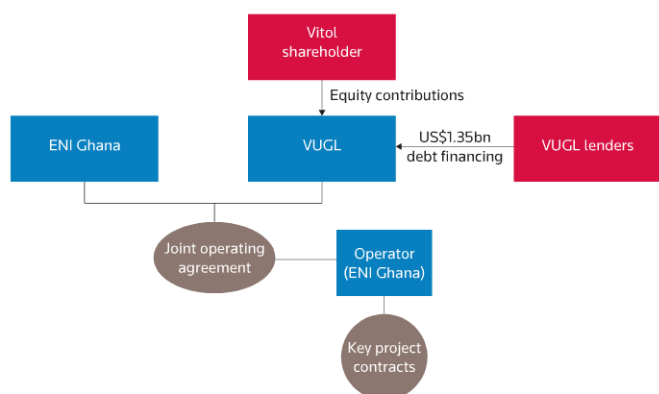 Vitol
shareholder
Equity contributions
ENI Ghana
VUGL
US$1.35bn
debt financing
VUGL lenders
Joint operating
agreement
Operator
(ENI Ghana)
Key project
contracts